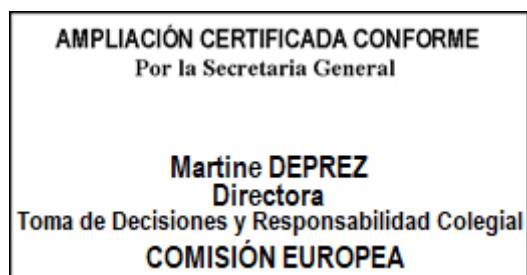 AMPLIACIÓN CERTIFICADA CONFORME
Por la Secretaria General
Martine DEPREZ
Directora
Toma de Decisiones y Responsabilidad Colegial
COMISIÓN EUROPEA